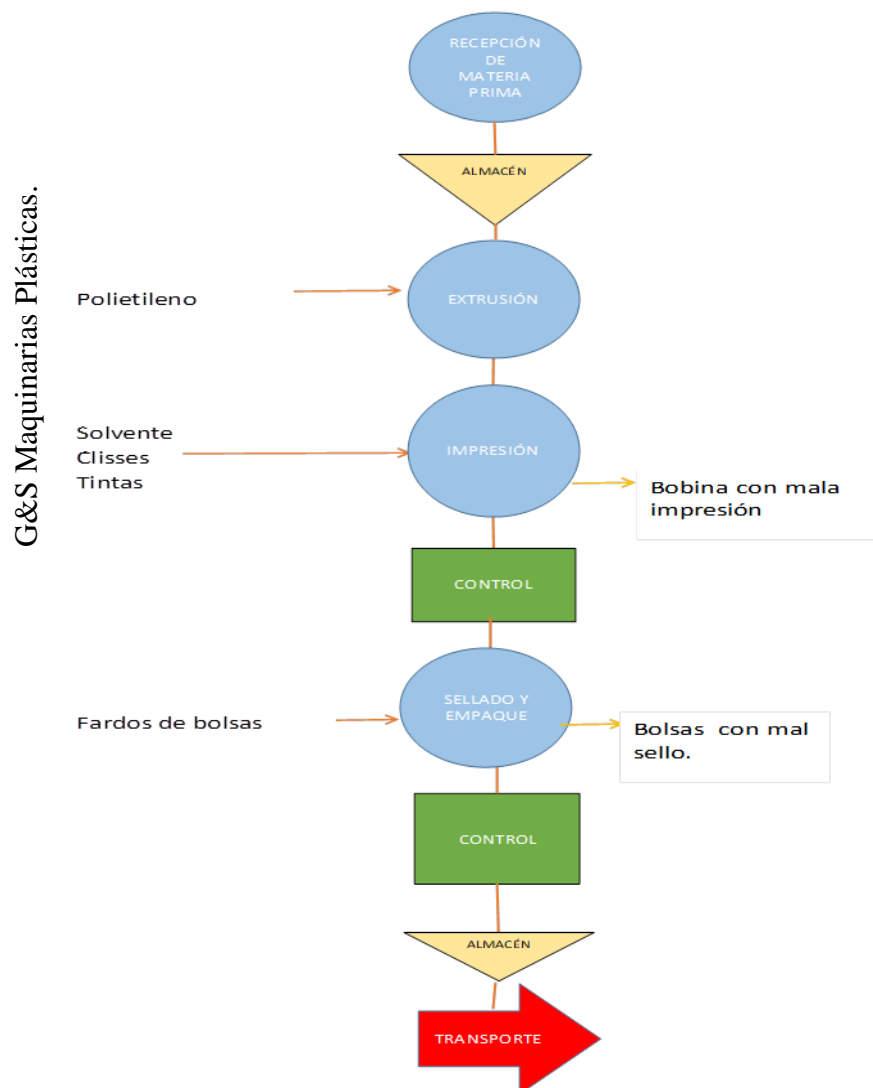 G&S Maquinarias Plásticas.
RECEPCIÓN
DE
MATERIA
PRIMA
ALMACÉN
Polietileno
EXTRUSIÓN
Solvente
Clisses
Tintas
IMPRESIÓN
Bobina con mala
impresión
CONTROL
Fardos de bolsas
SELLADO Y
EMPAQUE
Bolsas con mal
sello.
CONTROL
ALMACÉN
TRANSPORTE